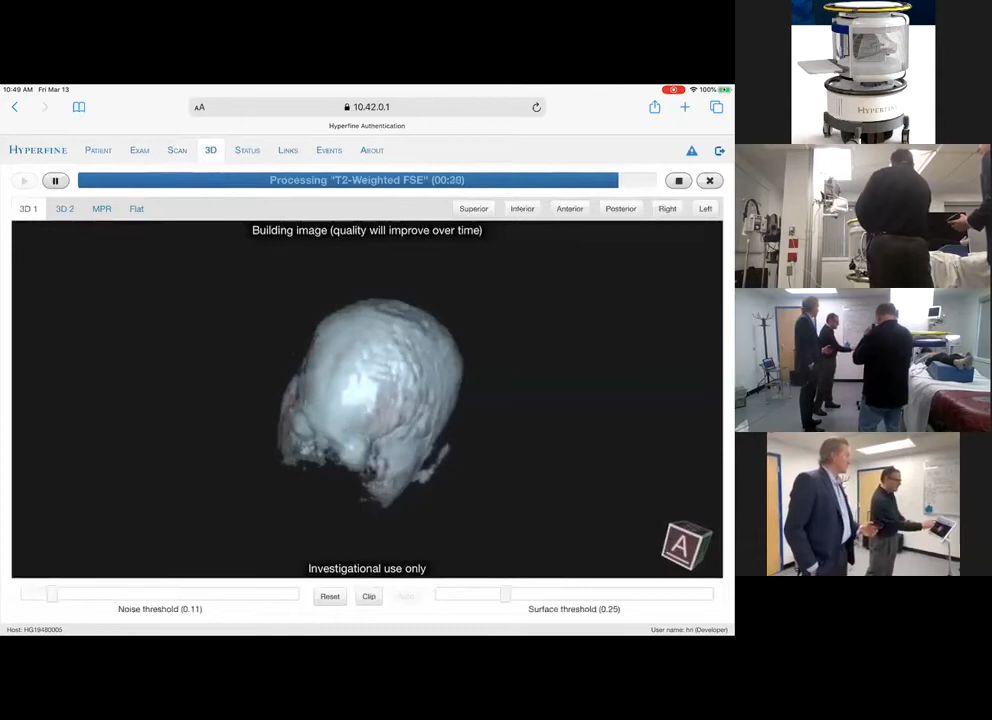 10:49 AM Fri Mar 13
100%
AA
10.42.0.1
Hyperfine Authentication
HYPERFINE
PATIENT
EXAM
SCAN
3D
STATUS
LINKS
EVENTS
ABOUT
Processing "T2-Weighted FSE" (00:20)
3D 1
3D 2
MPR
Flat
Superior
Inferior
Anterior
Posterior
Right
Left
Building image (quality will improve over time)
A
Investigational use only
Noise threshold (0.11)
Reset
Clip
Auto
Surface threshold (0.25)
Host: HG19480005
User name: hri (Developer)
HYPERFINE